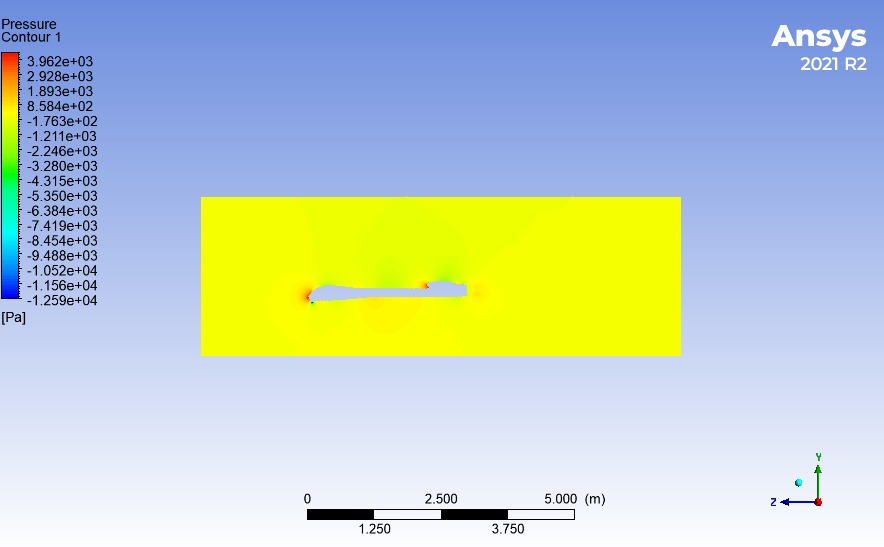 Pressure
Contour 1
3.962e+03
2.928e+03
1.893e+03
8.584e+02
-1.763e+02
-1.211e+03
-2.246e+03
-3.280e+03
-4.315e+03
-5.350e+03
-6.384e+03
-7.419e+03
-8.454e+03
-9.488e+03
-1.052e+04
-1.156e+04
-1.259e+04
[Pa]
Ansys
2021 R2
Y
Z
0 2.500 5.000 (m)
1.250 3.750